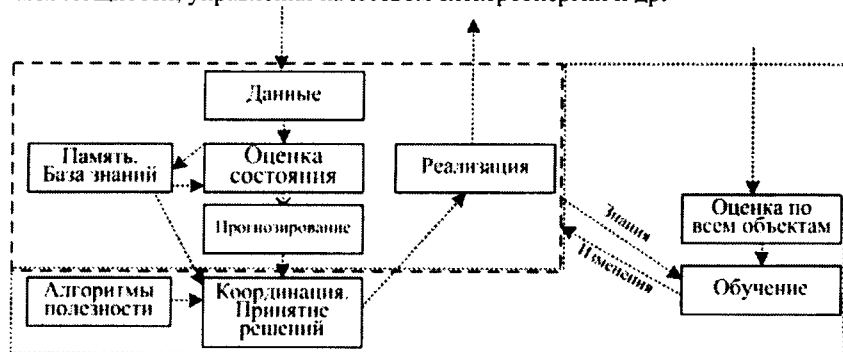 и др.
Данные
Память.
База знаний
Оценка
состояния
Реализация
Прогнозирование
Знания
Изменения
Оценка по
всем объектам
Алгоритмы
полезности
Координация.
Принятие
решений
Обучение